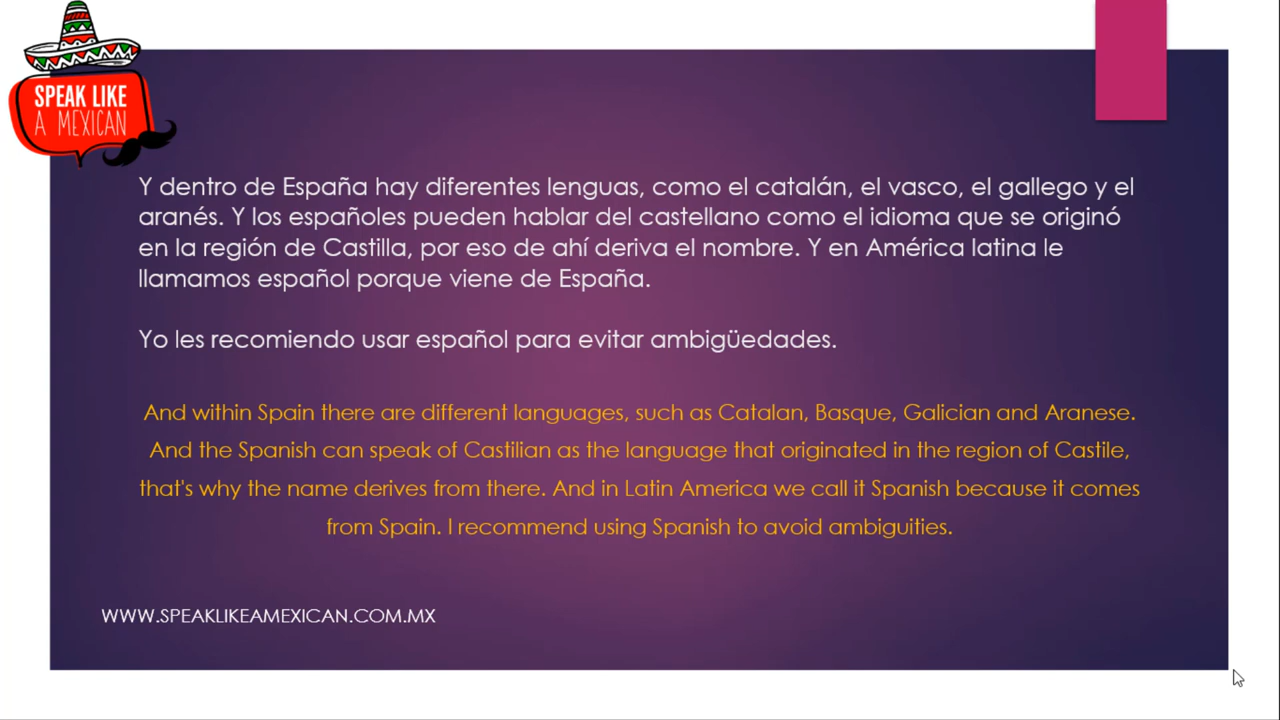 SPEAK LIKE
A MEXICAN
Y dentro de España hay diferentes lenguas, como el catalán, el vasco, el gallego y el
aranés. Y los españoles pueden hablar del castellano como el idioma que se originó
en la región de Castilla, por eso de ahí deriva el nombre. Y en América latina le
llamamos español porque viene de España.
Yo les recomiendo usar español para evitar ambigüedades.
And within Spain there are different languages, such as Catalan, Basque, Galician and Aranese.
And the Spanish can speak of Castilian as the language that originated in the region of Castile,
that's why the name derives from there. And in Latin America we call it Spanish because it comes
from Spain. I recommend using Spanish to avoid ambiguities.
WWW.SPEAKLIKEAMEXICAN.COM.MX